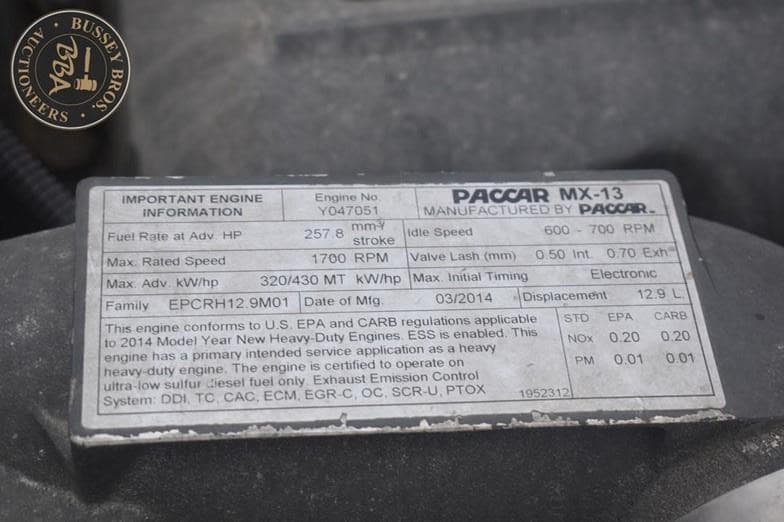 BUSSEY BROS.
AUCTIONEERS
BBA
IMPORTANT ENGINE
INFORMATION
Engine No.
Y047051
PACCAR MX-13
MANUFACTURED BY PACCAR
Fuel Rate at Adv. HP 257.8 mm³/
stroke
Idle Speed 600 - 700 RPM
Max. Rated Speed 1700 RPM
Valve Lash (mm) 0.50 Int. 0.70 Exh
Max. Adv. kW/hp 320/430 MT kW/hp
Max. Initial Timing Electronic
Family EPCRH12.9M01
Date of Mfg. 03/2014
Displacement 12.9 L
This engine conforms to U.S. EPA and CARB regulations applicable
to 2014 Model Year New Heavy-Duty Engines. ESS is enabled. This
engine has a primary intended service application as a heavy
heavy-duty engine. The engine is certified to operate on
ultra-low sulfur diesel fuel only. Exhaust Emission Control
System: DDI, TC, CAC, ECM, EGR-C, OC, SCR-U, PTOX
1952312
STD EPA CARB
NOx 0.20 0.20
PM 0.01 0.01